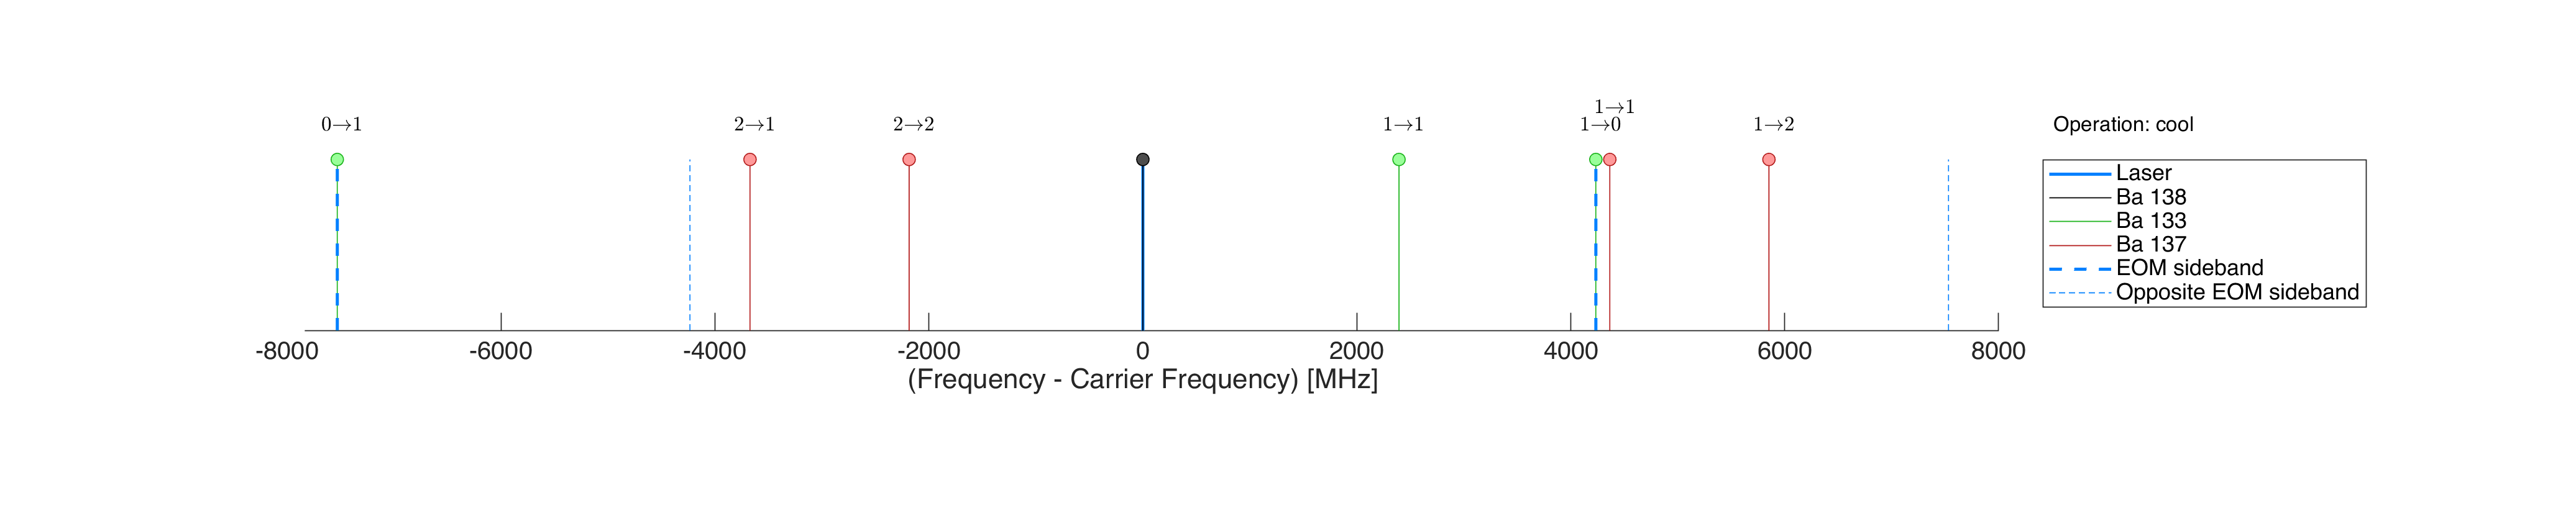 1→1
0→1 2→1 2→2 1→1 1→0 1→2 Operation: cool
Laser
Ba 138
Ba 133
Ba 137
EOM sideband
Opposite EOM sideband
-8000 -6000 -4000 -2000 0 2000 4000 6000 8000
(Frequency - Carrier Frequency) [MHz]